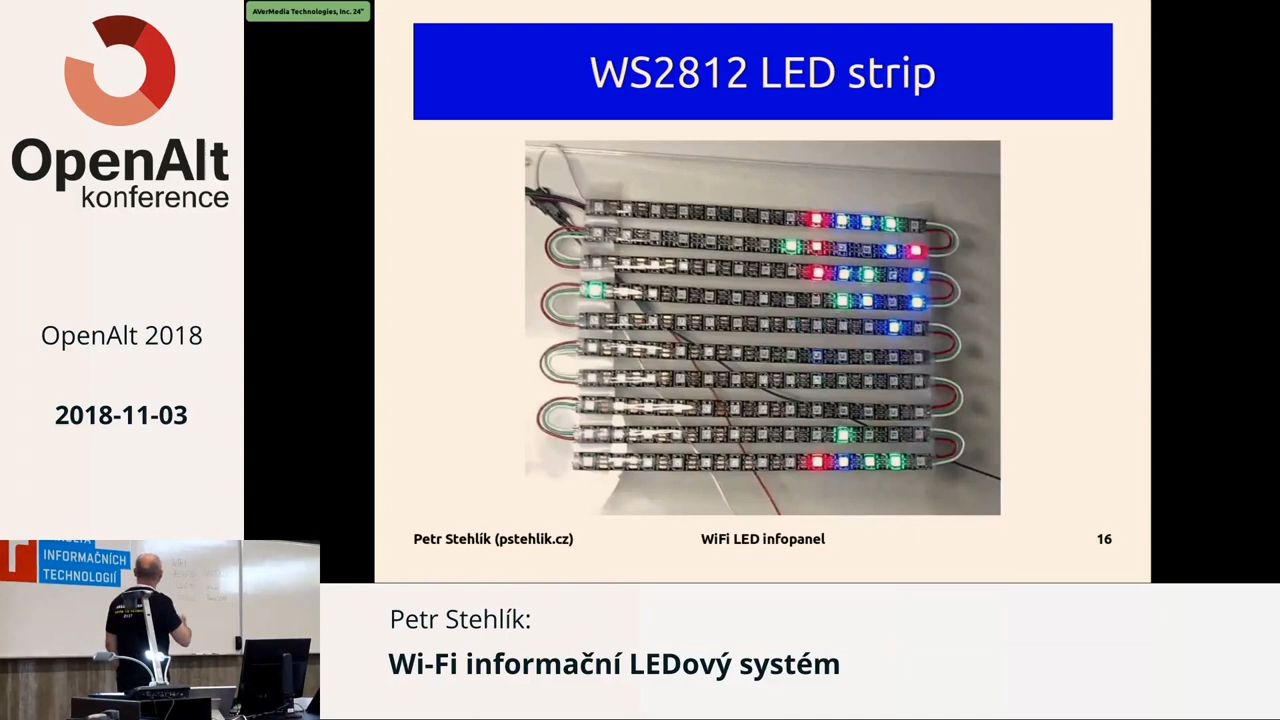 AVerMedia Technologies, Inc. 24"
OpenAlt
konference
OpenAlt 2018
2018-11-03
WS2812 LED strip
Petr Stehlík (pstehlik.cz)
WiFi LED infopanel
16
INFORMAČNÍCH
TECHNOLOGIÍ
Petr Stehlík:
Wi-Fi informační LEDový systém